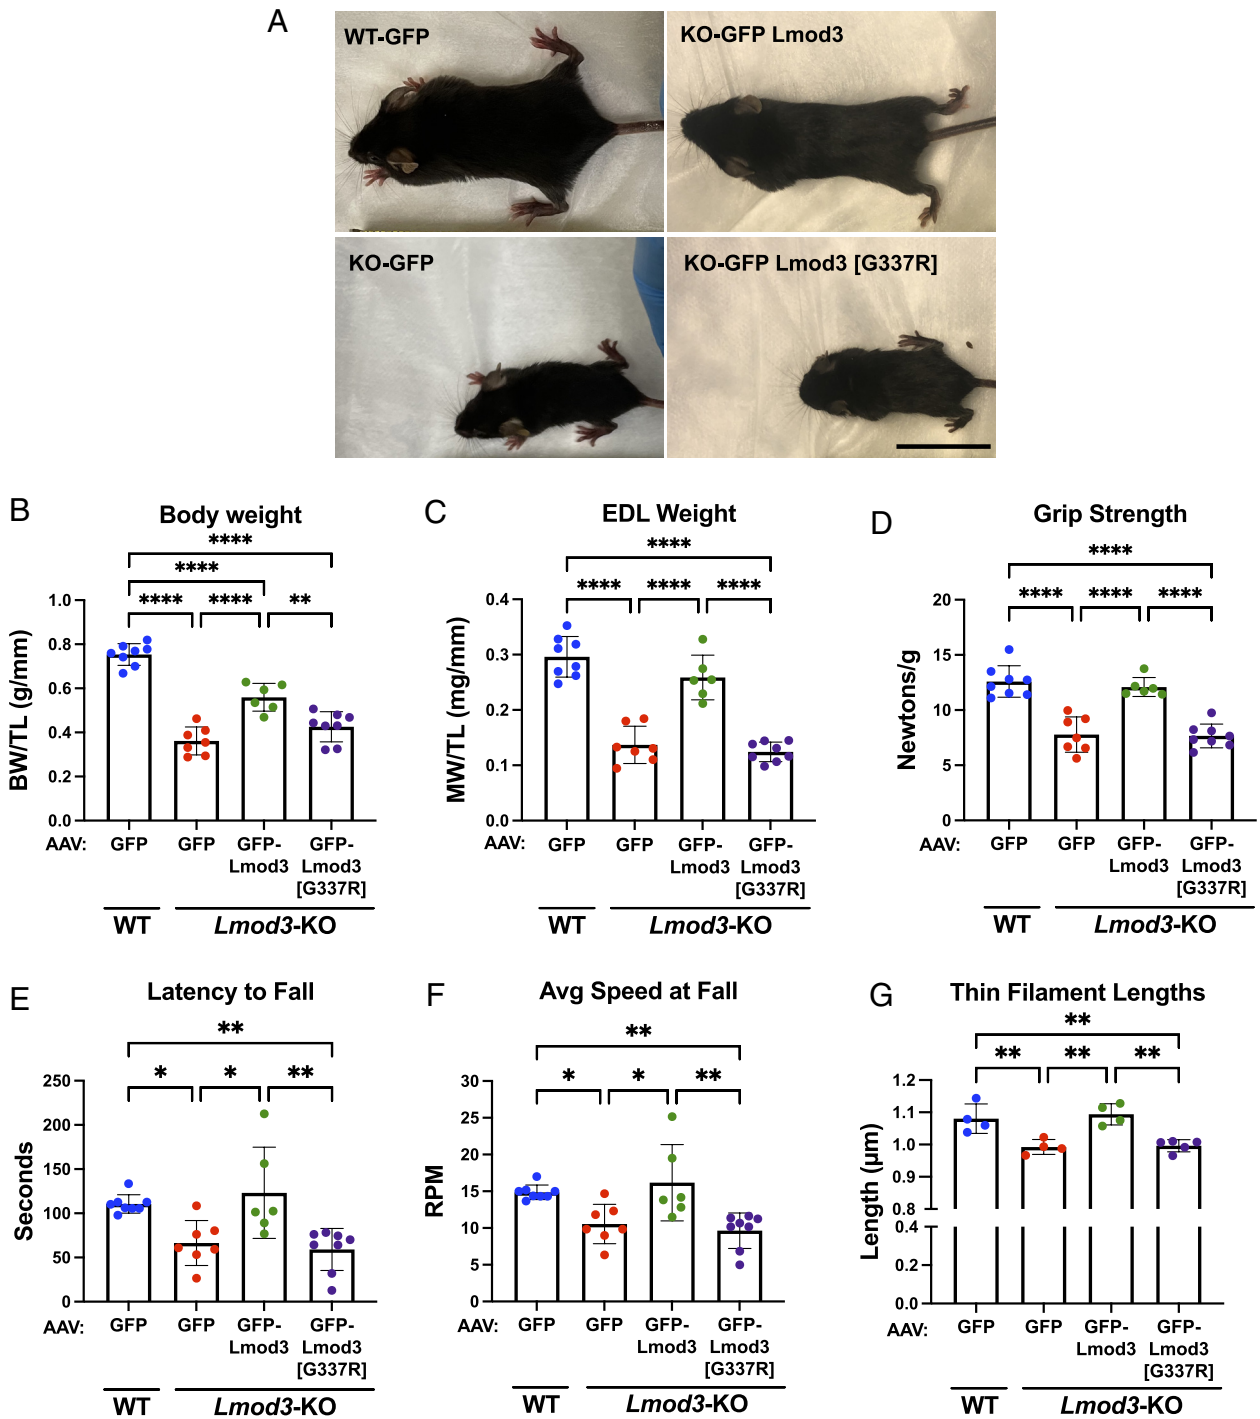 A
WT-GFP
KO-GFP Lmod3
KO-GFP
KO-GFP Lmod3 [G337R]
B
Body weight
****
****
**** **** **
BW/TL (g/mm)
1.0
0.8
0.6
0.4
0.2
0.0
AAV: GFP GFP GFP- GFP-
Lmod3 Lmod3
[G337R]
WT Lmod3-KO
C
EDL Weight
****
**** **** ****
MW/TL (mg/mm)
0.4
0.3
0.2
0.1
0.0
AAV: GFP GFP GFP- GFP-
Lmod3 Lmod3
[G337R]
WT Lmod3-KO
D
Grip Strength
****
**** **** ****
Newtons/g
20
15
10
5
0
AAV: GFP GFP GFP- GFP-
Lmod3 Lmod3
[G337R]
WT Lmod3-KO
E
Latency to Fall
**
* * **
Seconds
250
200
150
100
50
0
AAV: GFP GFP GFP- GFP-
Lmod3 Lmod3
[G337R]
WT Lmod3-KO
F
Avg Speed at Fall
**
* * **
RPM
30
25
20
15
10
5
0
AAV: GFP GFP GFP- GFP-
Lmod3 Lmod3
[G337R]
WT Lmod3-KO
G
Thin Filament Lengths
**
** ** **
Length (µm)
1.2
1.1
1.0
0.9
0.8
0.4
0.2
0.0
AAV: GFP GFP GFP- GFP-
Lmod3 Lmod3
[G337R]
WT Lmod3-KO